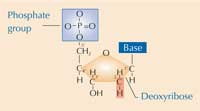 Phosphate
group
O
O–P=O
O
CH₂
Base
O
C
C
H
H
C
C
OH
H
Deoxyribose